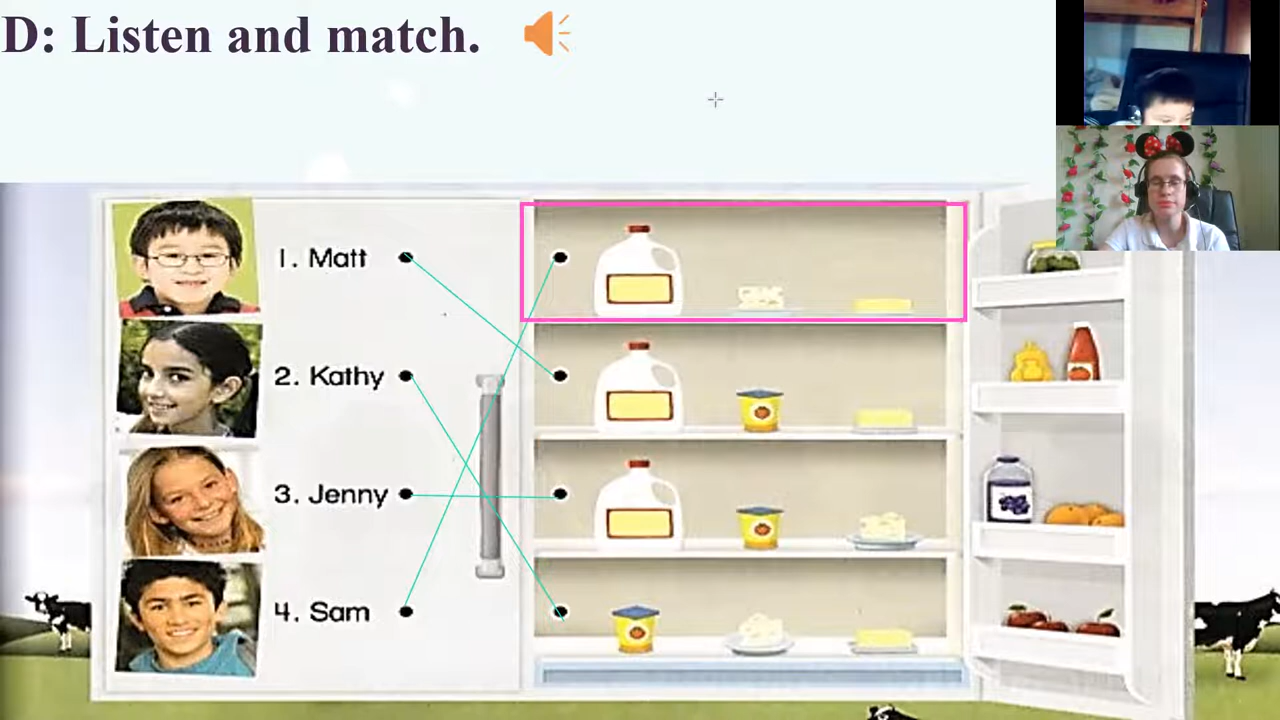 D: Listen and match.
1. Matt
2. Kathy
3. Jenny
4. Sam